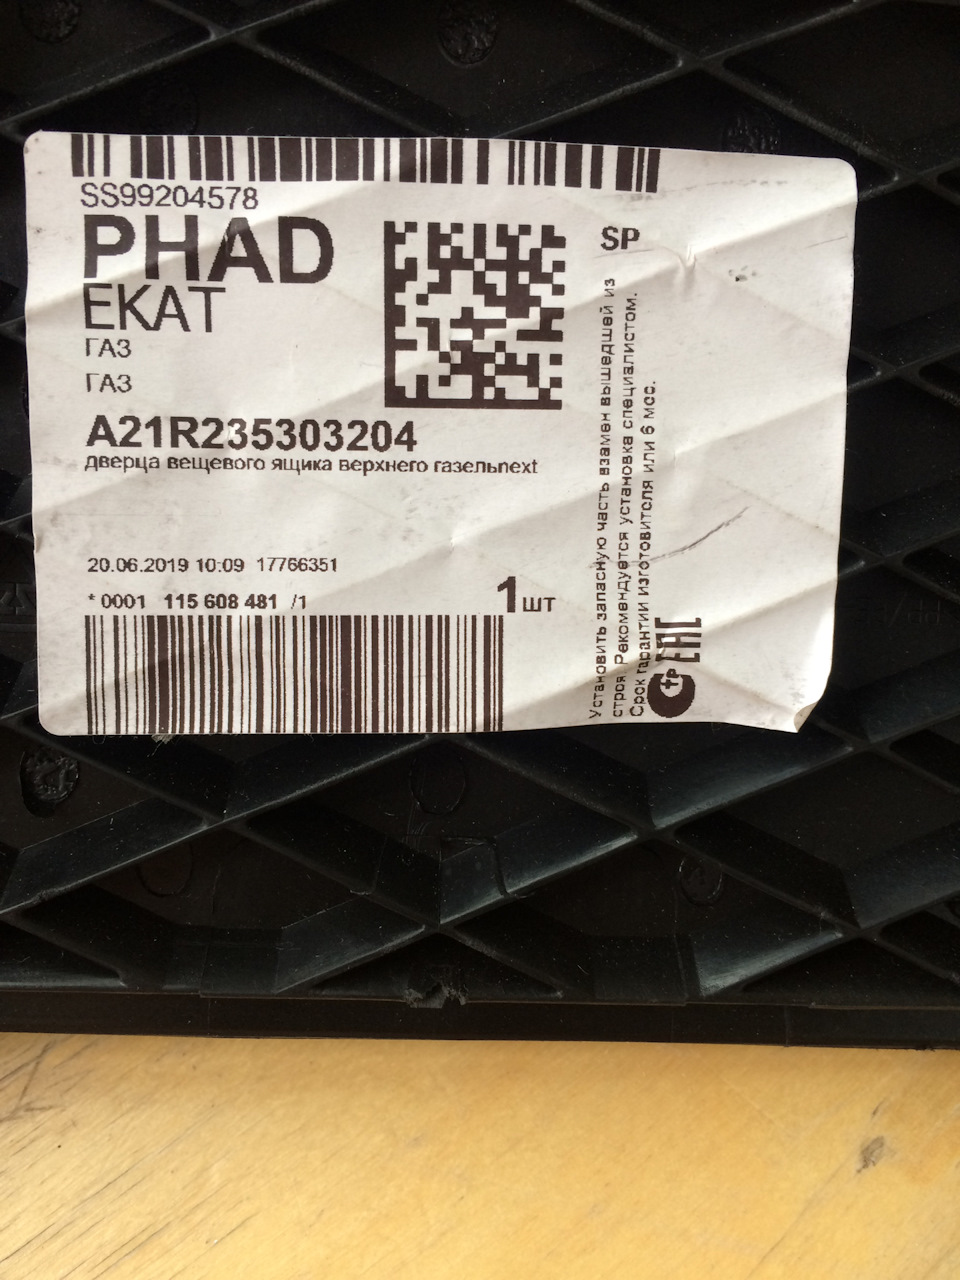 SS99204578
PHAD
EKAT
ГАЗ
ГАЗ
A21R235303204
дверца вещевого ящика верхнего газельnext
20.06.2019 10:09 17766351
*0001 115 608 481 /1
1шт
SP
Установить запасную часть взамен вышедшей из
строя Рекомендуется установка специалистом.
Срок гарантии изготовителя или 6 мсс.
EAC